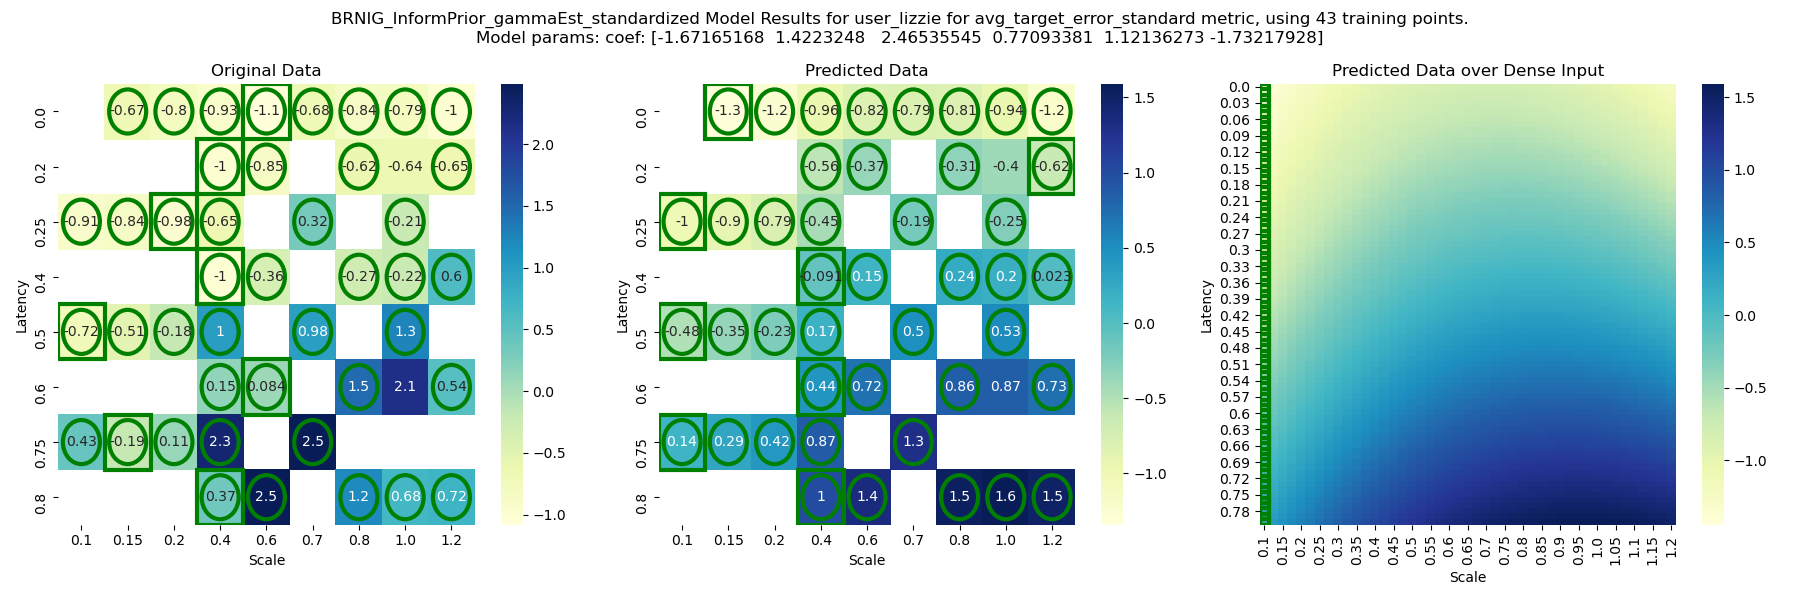 BRNIG_InformPrior_gammaEst_standardized Model Results for user_lizzie for avg_target_error_standard metric, using 43 training points.
Model params: coef: [-1.67165168  1.4223248   2.46535545  0.77093381  1.12136273 -1.73217928]
Original Data
0.0 -0.67 -0.8 -0.93 -1.1 -0.68 -0.84 -0.79 -1
0.2 -1 -0.85 -0.62 -0.64 -0.65
0.25 -0.91 -0.84 -0.98 -0.65 0.32 -0.21
0.4 -1 -0.36 -0.27 -0.22 0.6
0.5 -0.72 -0.51 -0.18 1 0.98 1.3
0.6 0.15 0.084 1.5 2.1 0.54
0.75 0.43 -0.19 0.11 2.3 2.5
0.8 0.37 2.5 1.2 0.68 0.72
0.1 0.15 0.2 0.4 0.6 0.7 0.8 1.0 1.2
Scale
Latency
2.0
1.5
1.0
0.5
0.0
−0.5
−1.0
Predicted Data
0.0 -1.3 -1.2 -0.96 -0.82 -0.79 -0.81 -0.94 -1.2
0.2 -0.56 -0.37 -0.31 -0.4 -0.62
0.25 -1 -0.9 -0.79 -0.45 -0.19 -0.25
0.4 -0.091 0.15 0.24 0.2 0.023
0.5 -0.48 -0.35 -0.23 0.17 0.5 0.53
0.6 0.44 0.72 0.86 0.87 0.73
0.75 0.14 0.29 0.42 0.87 1.3
0.8 1 1.4 1.5 1.6 1.5
0.1 0.15 0.2 0.4 0.6 0.7 0.8 1.0 1.2
Scale
Latency
1.5
1.0
0.5
0.0
−0.5
−1.0
Predicted Data over Dense Input
0.0
0.03
0.06
0.09
0.12
0.15
0.18
0.21
0.24
0.27
0.3
0.33
0.36
0.39
0.42
0.45
0.48
0.51
0.54
0.57
0.6
0.63
0.66
0.69
0.72
0.75
0.78
0.1 0.15 0.2 0.25 0.3 0.35 0.4 0.45 0.5 0.55 0.6 0.65 0.7 0.75 0.8 0.85 0.9 0.95 1.0 1.05 1.1 1.15 1.2
Scale
Latency
1.5
1.0
0.5
0.0
−0.5
−1.0